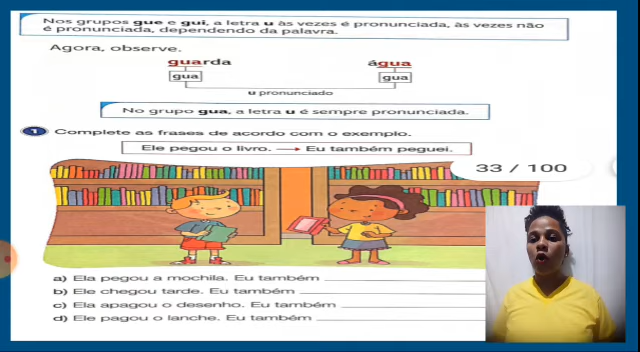 Nos grupos gue e gui, a letra u às vezes é pronunciada, às vezes não
é pronunciada, dependendo da palavra.
Agora, observe.
guarda água
gua gua
u pronunciado
No grupo gua, a letra u é sempre pronunciada.
1 Complete as frases de acordo com o exemplo.
Ele pegou o livro. → Eu também peguei.
33 / 100
a) Ela pegou a mochila. Eu também
b) Ele chegou tarde. Eu também
c) Ela apagou o desenho. Eu também
d) Ele pagou o lanche. Eu também